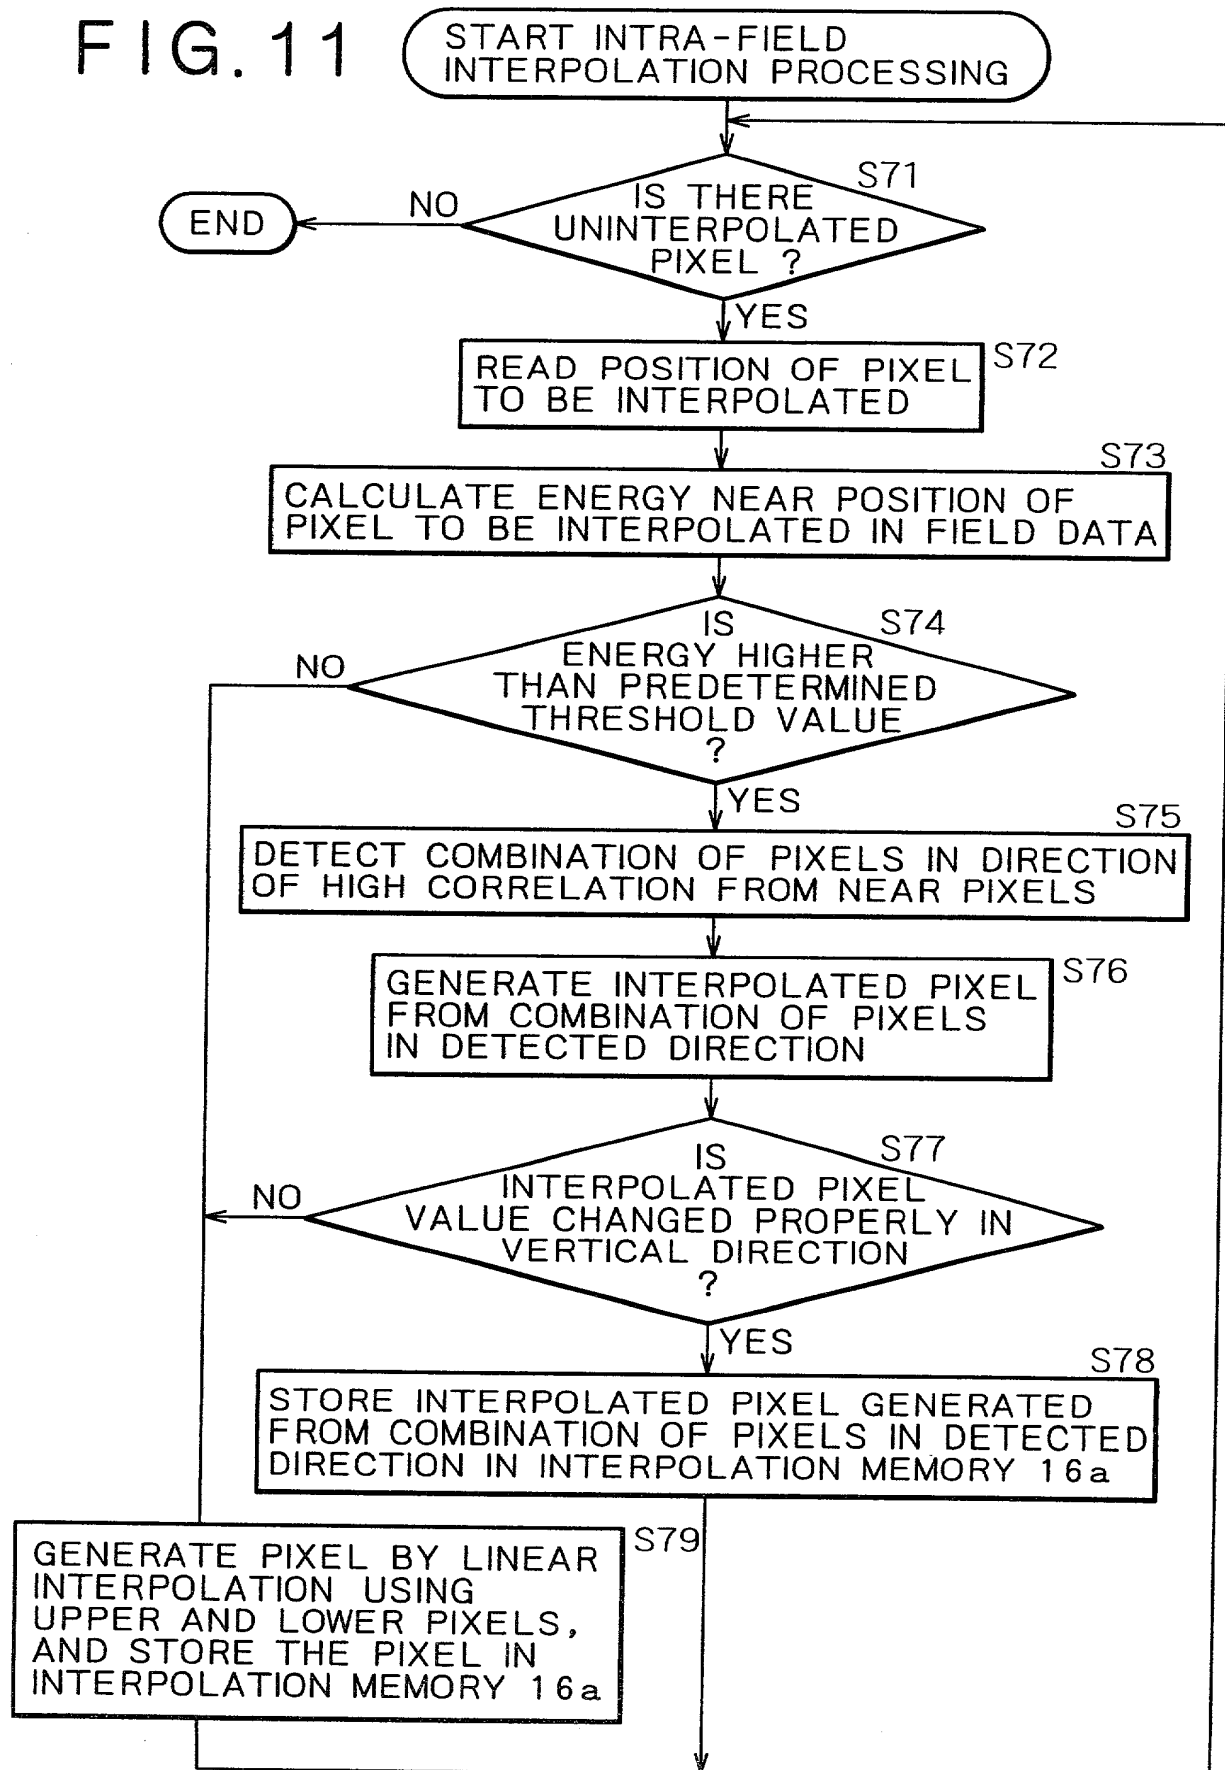 FIG. 11
START INTRA-FIELD
INTERPOLATION PROCESSING
S71
IS THERE
UNINTERPOLATED
PIXEL ?
NO
END
YES
S72
READ POSITION OF PIXEL
TO BE INTERPOLATED
S73
CALCULATE ENERGY NEAR POSITION OF
PIXEL TO BE INTERPOLATED IN FIELD DATA
S74
IS
ENERGY HIGHER
THAN PREDETERMINED
THRESHOLD VALUE
?
NO
YES
S75
DETECT COMBINATION OF PIXELS IN DIRECTION
OF HIGH CORRELATION FROM NEAR PIXELS
S76
GENERATE INTERPOLATED PIXEL
FROM COMBINATION OF PIXELS
IN DETECTED DIRECTION
S77
IS
INTERPOLATED PIXEL
VALUE CHANGED PROPERLY IN
VERTICAL DIRECTION
?
NO
YES
S78
STORE INTERPOLATED PIXEL GENERATED
FROM COMBINATION OF PIXELS IN DETECTED
DIRECTION IN INTERPOLATION MEMORY 16a
S79
GENERATE PIXEL BY LINEAR
INTERPOLATION USING
UPPER AND LOWER PIXELS,
AND STORE THE PIXEL IN
INTERPOLATION MEMORY 16a